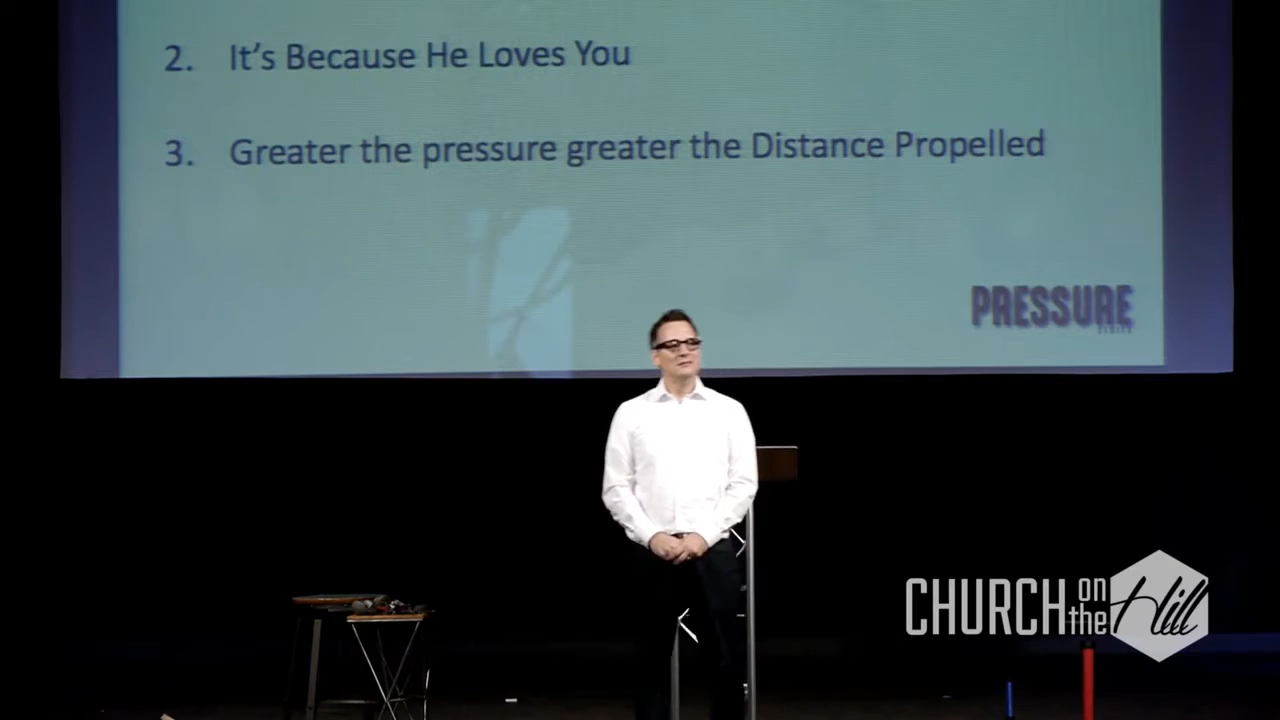 2. It's Because He Loves You
3. Greater the pressure greater the Distance Propelled
PRESSURE
CHURCH on the Hill